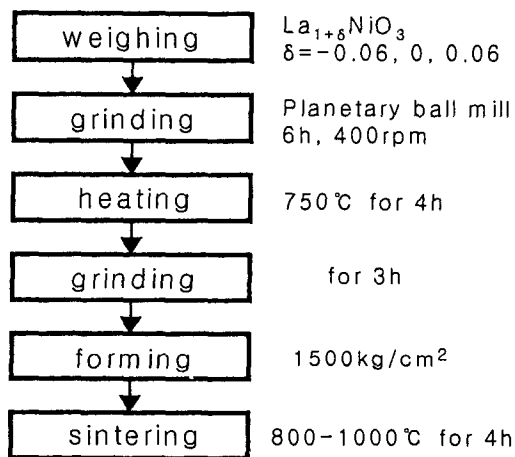 weighing
La1+δNiO3
δ=-0.06, 0, 0.06
grinding
Planetary ball mill
6h, 400rpm
heating
750℃ for 4h
grinding
for 3h
forming
1500kg/cm²
sintering
800-1000℃ for 4h